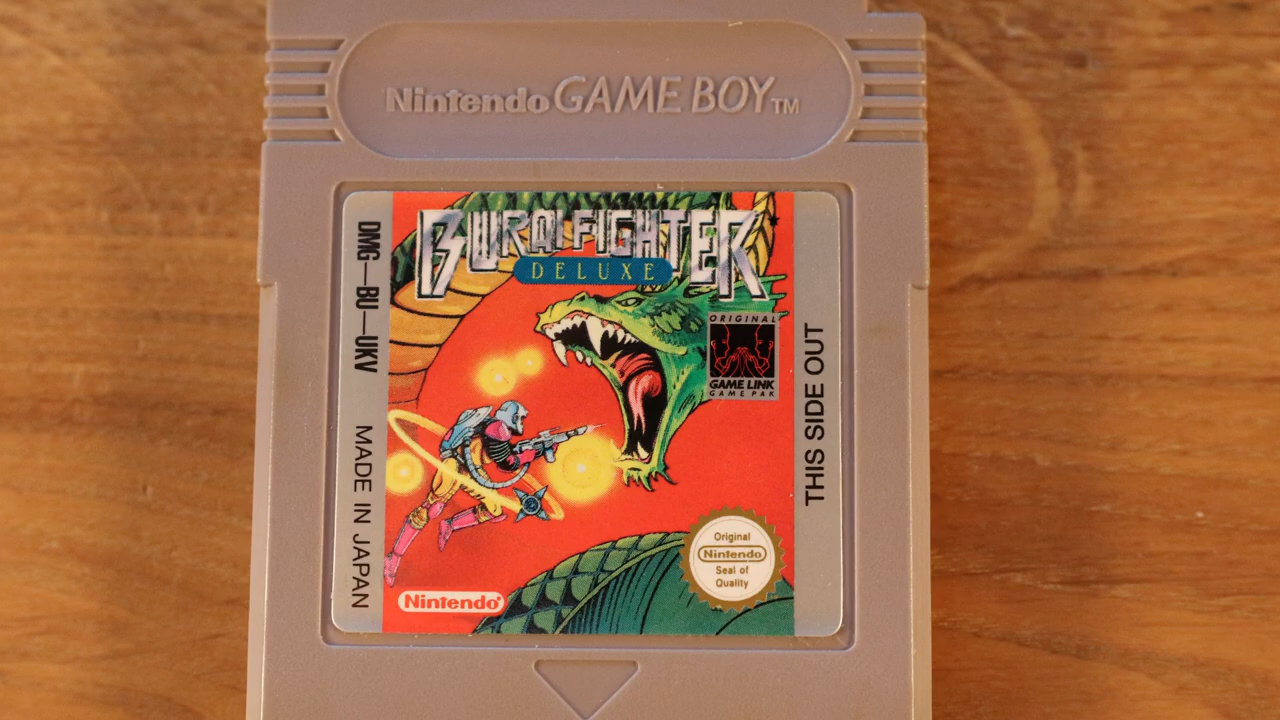 Nintendo GAME BOY TM
BURAI FIGHTER
DELUXE
ORIGINAL
GAME LINK
GAME PAK
Original
Nintendo
Seal of
Quality
Nintendo
DMG—BU—UKV MADE IN JAPAN
THIS SIDE OUT